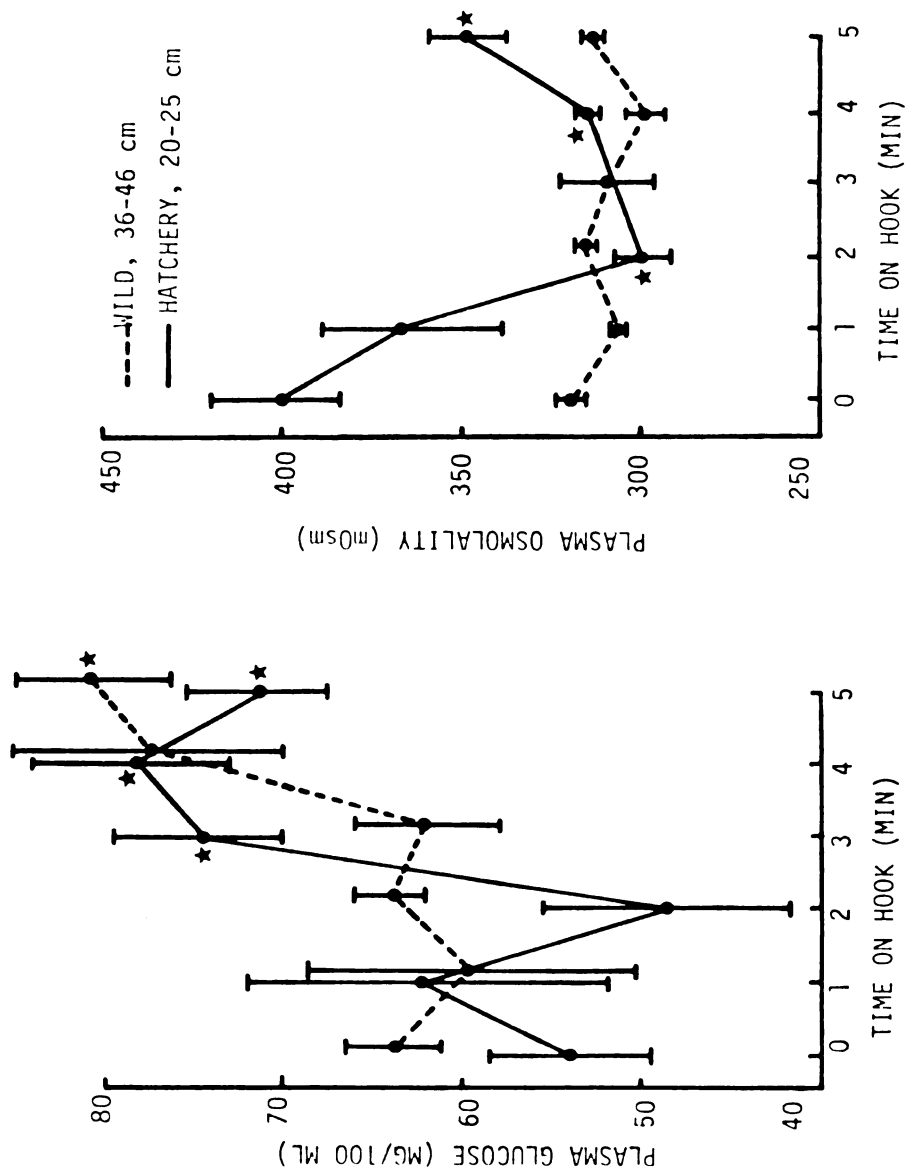 WILD, 36-46 cm
HATCHERY, 20-25 cm
450
400
350
300
250
PLASMA OSMOLALITY (mOsm)
0 1 2 3 4 5
TIME ON HOOK (MIN)
80
70
60
50
40
PLASMA GLUCOSE (MG/100 ML)
0 1 2 3 4 5
TIME ON HOOK (MIN)